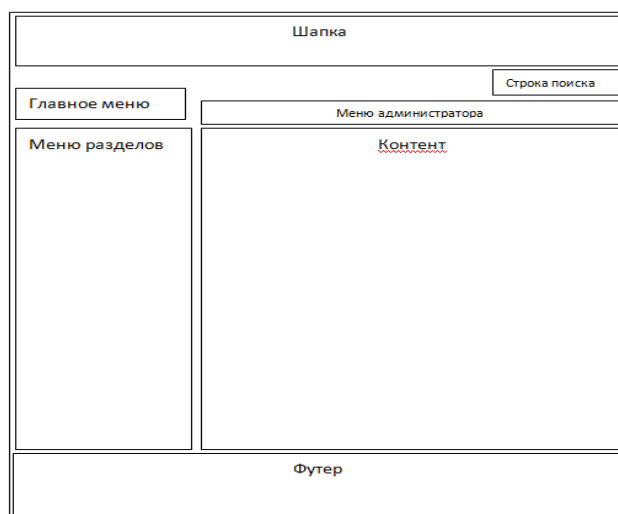 Шапка
Строка поиска
Главное меню
Меню администратора
Меню разделов
Контент
Футер